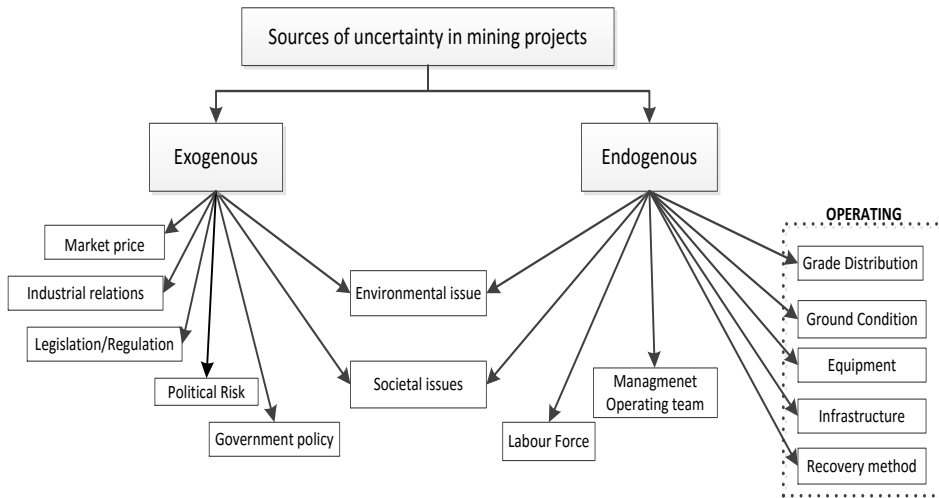 Sources of uncertainty in mining projects
Exogenous
Endogenous
OPERATING
Market price
Industrial relations
Legislation/Regulation
Political Risk
Government policy
Environmental issue
Societal issues
Labour Force
Managmenet
Operating team
Grade Distribution
Ground Condition
Equipment
Infrastructure
Recovery method